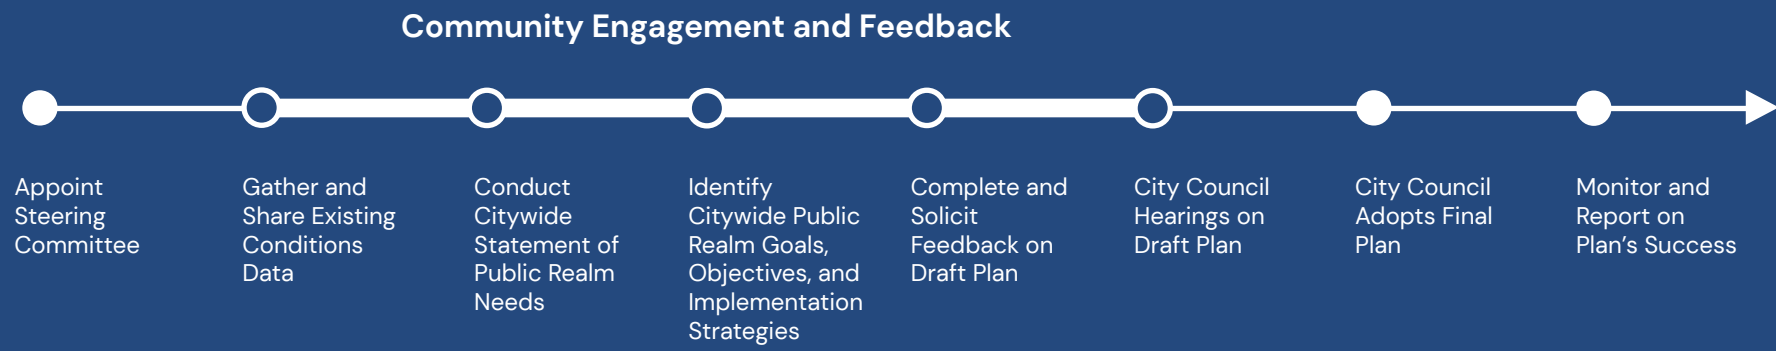 Community Engagement and Feedback
Appoint
Steering
Committee
Gather and
Share Existing
Conditions
Data
Conduct
Citywide
Statement of
Public Realm
Needs
Identify
Citywide Public
Realm Goals,
Objectives, and
Implementation
Strategies
Complete and
Solicit
Feedback on
Draft Plan
City Council
Hearings on
Draft Plan
City Council
Adopts Final
Plan
Monitor and
Report on
Plan’s Success